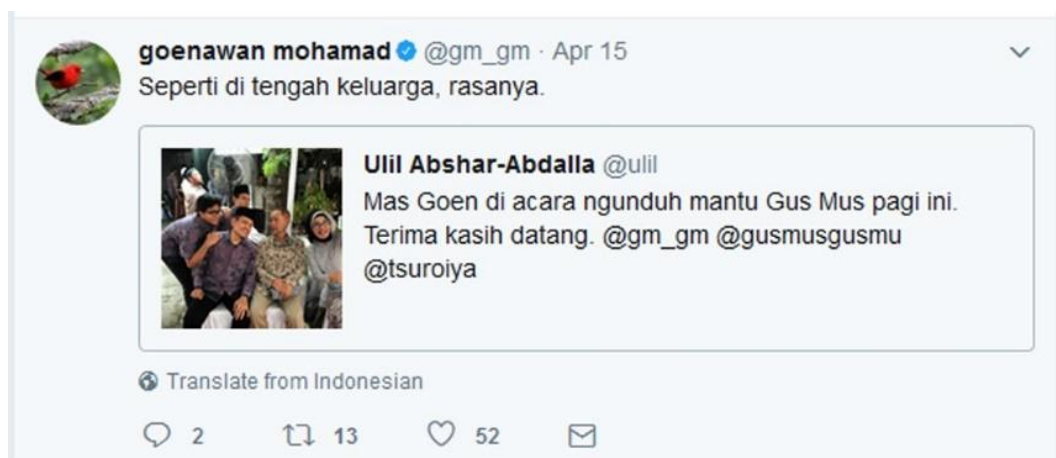 goenawan mohamad @gm_gm · Apr 15
Seperti di tengah keluarga, rasanya.
Ulil Abshar-Abdalla @ulil
Mas Goen di acara ngunduh mantu Gus Mus pagi ini.
Terima kasih datang. @gm_gm @gusmusgusmu
@tsuroiya
Translate from Indonesian
2 13 52